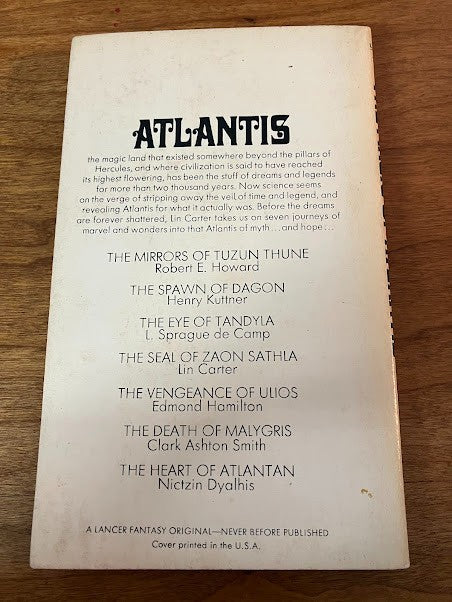 ATLANTIS
the magic land that existed somewhere beyond the pillars of
Hercules, and where civilization is said to have reached
its highest flowering, has been the stuff of dreams and legends
for more than two thousand years. Now science seems
on the verge of stripping away the veil of time and legend, and
revealing Atlantis for what it actually was. Before the dreams
are forever shattered, Lin Carter takes us on seven journeys of
marvel and wonders into that Atlantis of myth...and hope...
THE MIRRORS OF TUZUN THUNE
Robert E. Howard
THE SPAWN OF DAGON
Henry Kuttner
THE EYE OF TANDYLA
L. Sprague de Camp
THE SEAL OF ZAON SATHLA
Lin Carter
THE VENGEANCE OF ULIOS
Edmond Hamilton
THE DEATH OF MALYGRIS
Clark Ashton Smith
THE HEART OF ATLANTAN
Nictzin Dyalhis
A LANCER FANTASY ORIGINAL—NEVER BEFORE PUBLISHED
Cover printed in the U.S.A.